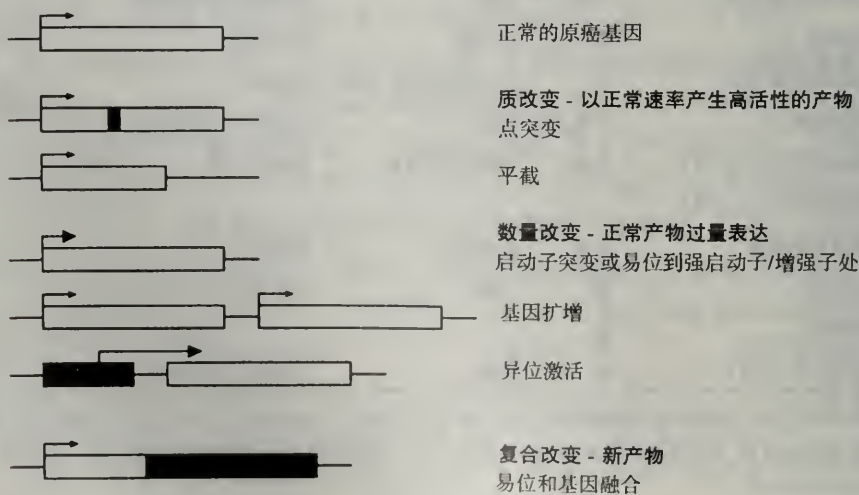 正常的原癌基因
质改变 - 以正常速率产生高活性的产物
点突变
平截
数量改变 - 正常产物过量表达
启动子突变或易位到强启动子/增强子处
基因扩增
异位激活
复合改变 - 新产物
易位和基因融合